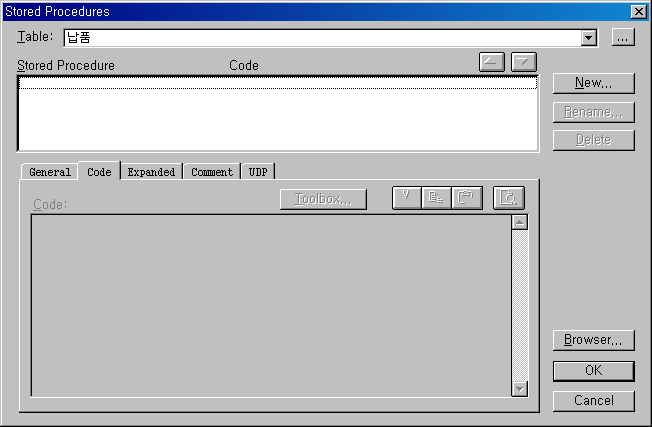 Stored Procedures
Table: 납품 ...
Stored Procedure Code
New...
Rename...
Delete
General Code Expanded Comment UDP
Code: Toolbox...
Browser...
OK
Cancel